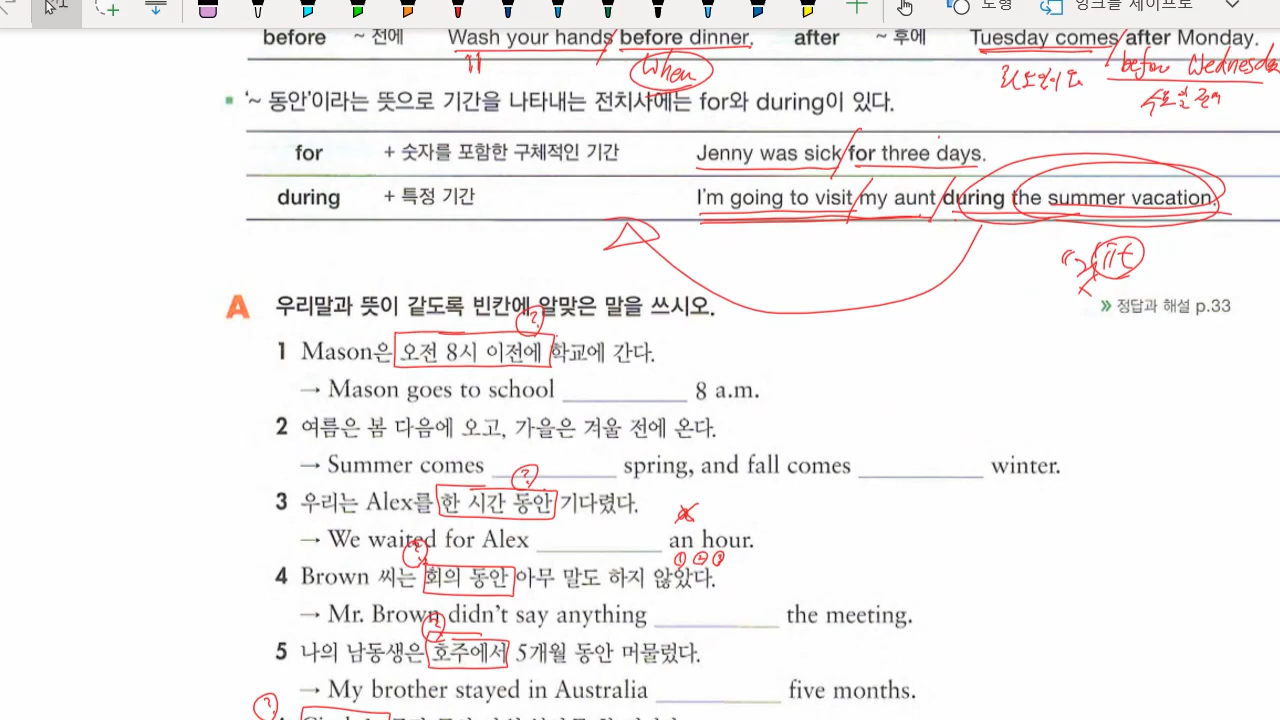 도형 잉크를 셰이프로
before ~ 전에 Wash your hands before dinner. after ~ 후에 Tuesday comes after Monday.
When before Wednesday
'~ 동안'이라는 뜻으로 기간을 나타내는 전치사에는 for와 during이 있다.
for + 숫자를 포함한 구체적인 기간 Jenny was sick for three days.
during + 특정 기간 I'm going to visit my aunt during the summer vacation.
A 우리말과 뜻이 같도록 빈칸에 알맞은 말을 쓰시오. » 정답과 해설 p.33
1 Mason은 오전 8시 이전에 학교에 간다.
→ Mason goes to school ________ 8 a.m.
2 여름은 봄 다음에 오고, 가을은 겨울 전에 온다.
→ Summer comes ________ spring, and fall comes ________ winter.
3 우리는 Alex를 한 시간 동안 기다렸다.
→ We waited for Alex ________ an hour.
① ② ③
4 Brown 씨는 회의 동안 아무 말도 하지 않았다.
→ Mr. Brown didn't say anything ________ the meeting.
5 나의 남동생은 호주에서 5개월 동안 머물렀다.
→ My brother stayed in Australia ________ five months.